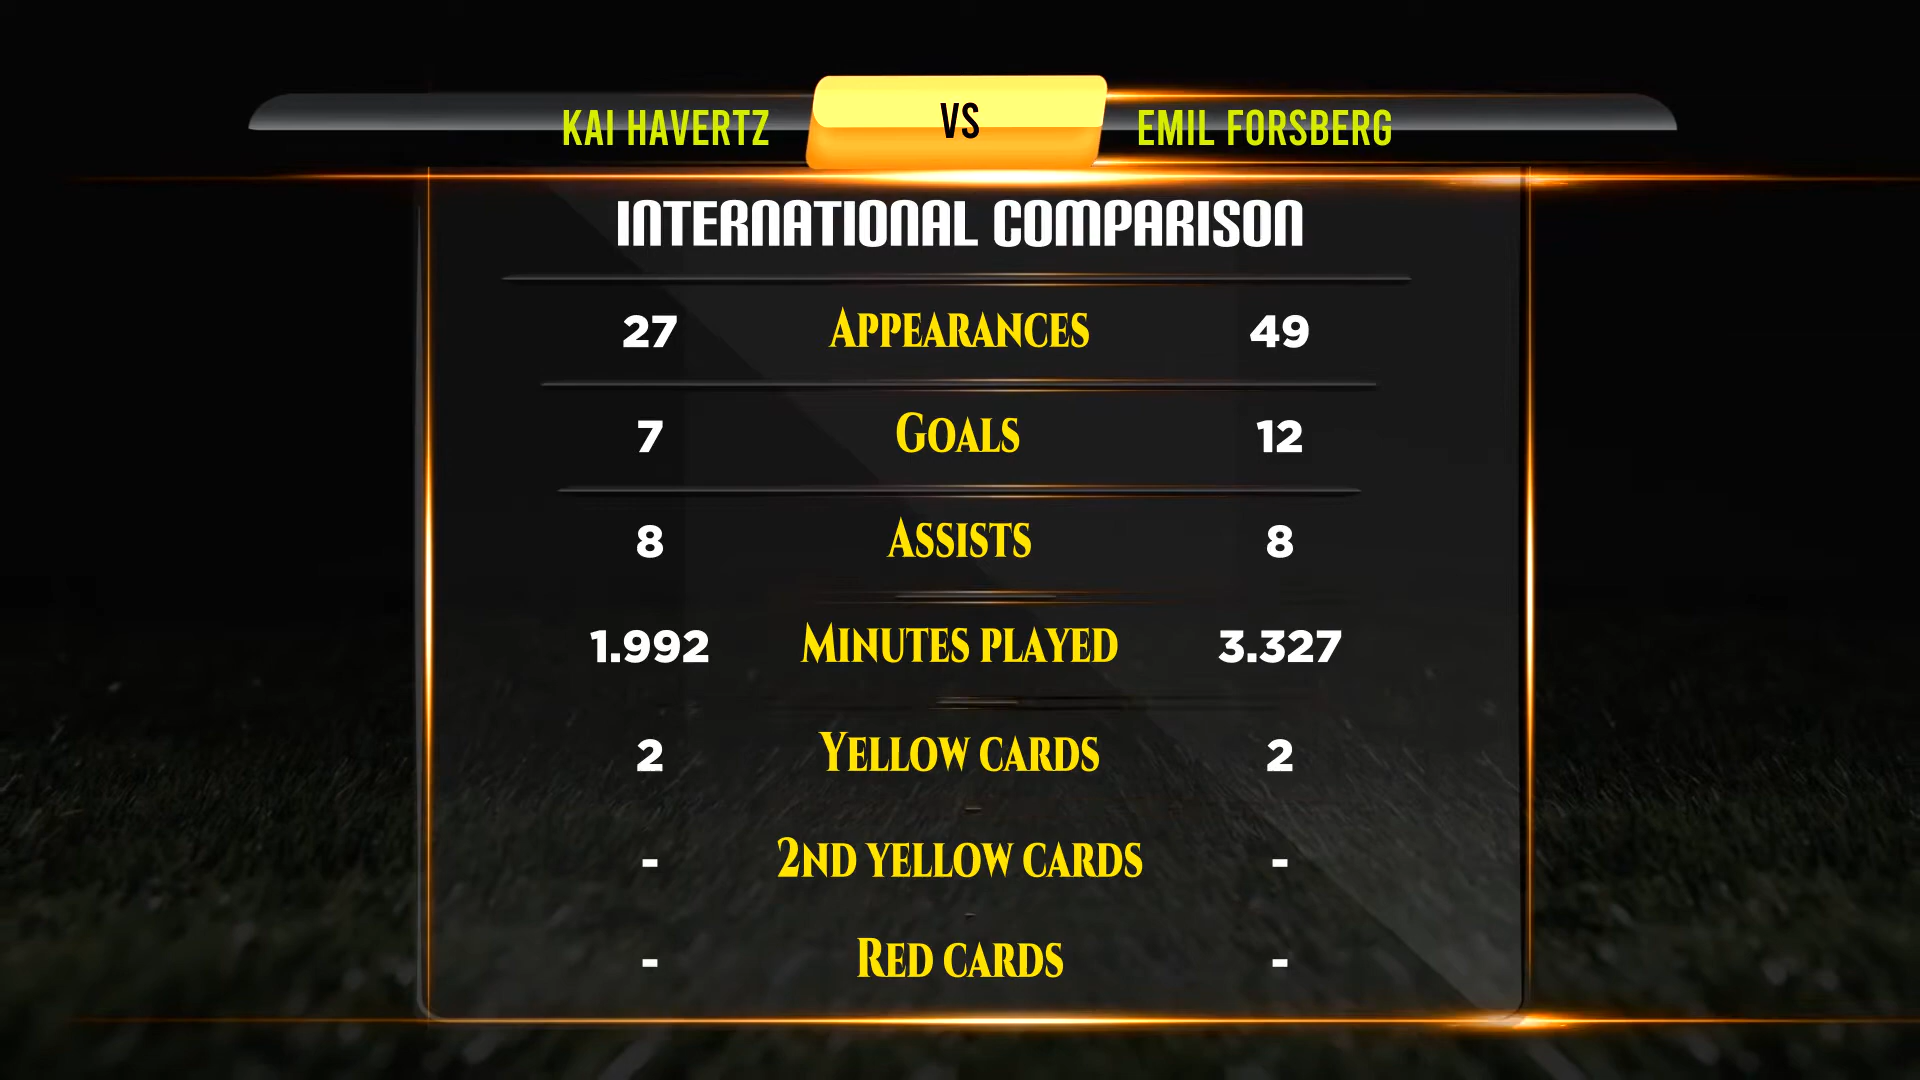 KAI HAVERTZ VS EMIL FORSBERG
INTERNATIONAL COMPARISON
27 APPEARANCES 49
7 GOALS 12
8 ASSISTS 8
1.992 MINUTES PLAYED 3.327
2 YELLOW CARDS 2
- 2ND YELLOW CARDS -
- RED CARDS -